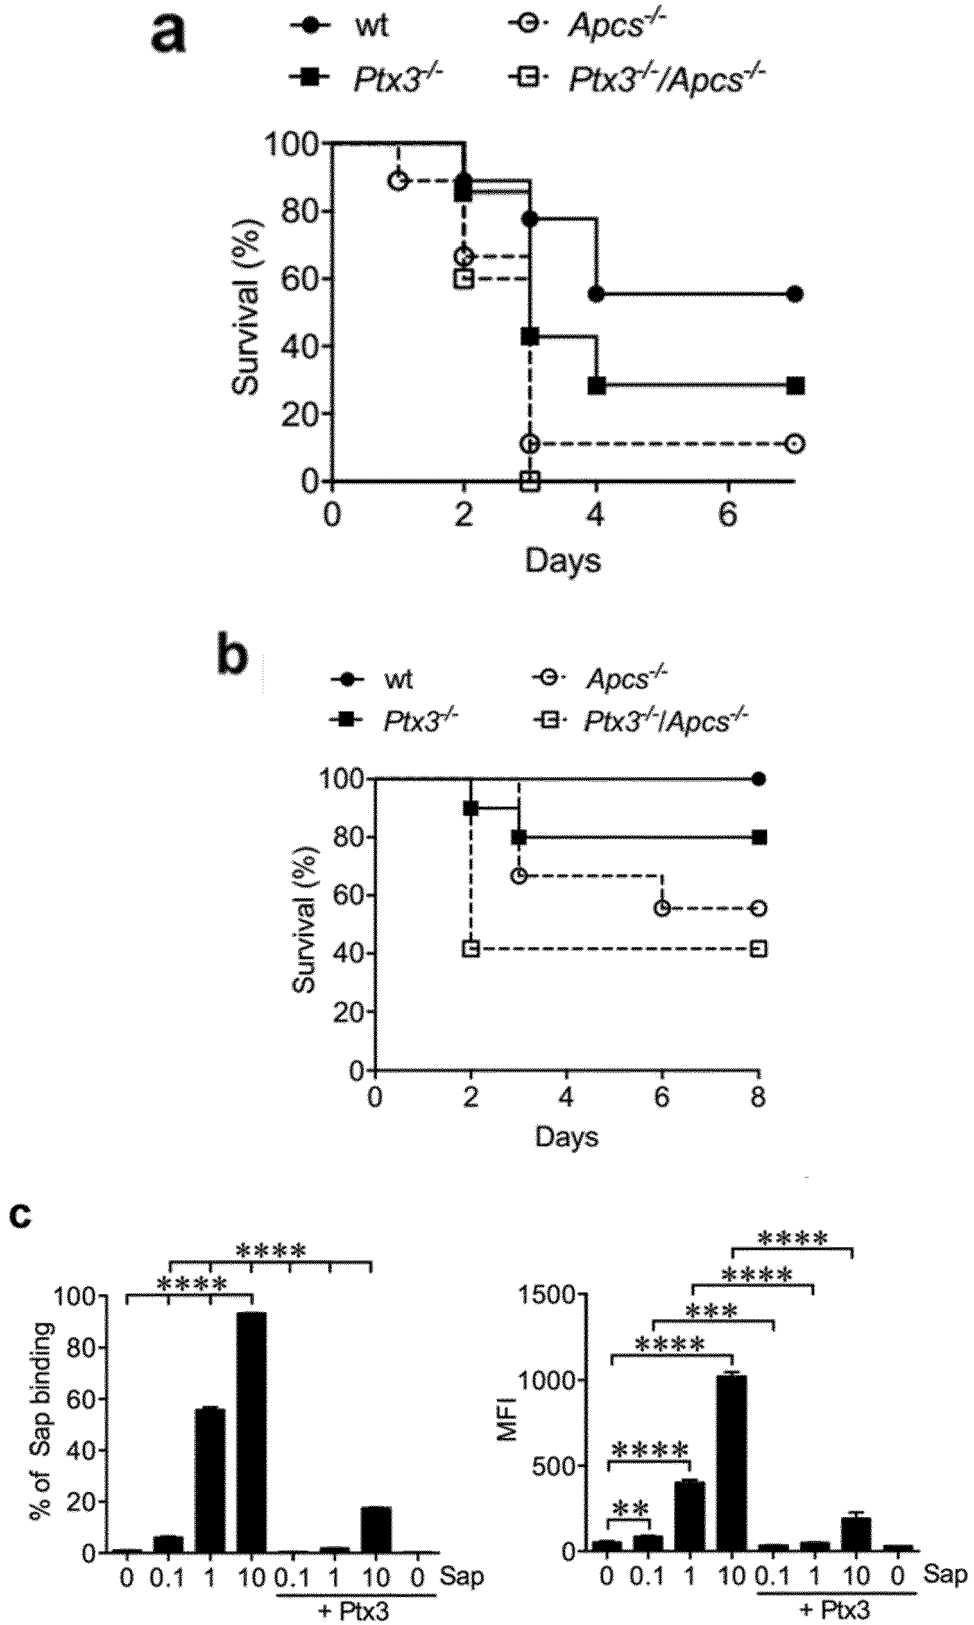 a
wt Apcs-/-
Ptx3-/- Ptx3-/-/Apcs-/-
100
80
60
40
20
0
Survival (%)
0 2 4 6
Days
b
wt Apcs-/-
Ptx3-/- Ptx3-/-/Apcs-/-
100
80
60
40
20
0
Survival (%)
0 2 4 6 8
Days
c
****
****
100
80
60
40
20
0
% of Sap binding
0 0.1 1 10 0.1 1 10 0 Sap
+ Ptx3
****
****
***
****
****
**
1500
1000
500
0
MFI
0 0.1 1 10 0.1 1 10 0 Sap
+ Ptx3